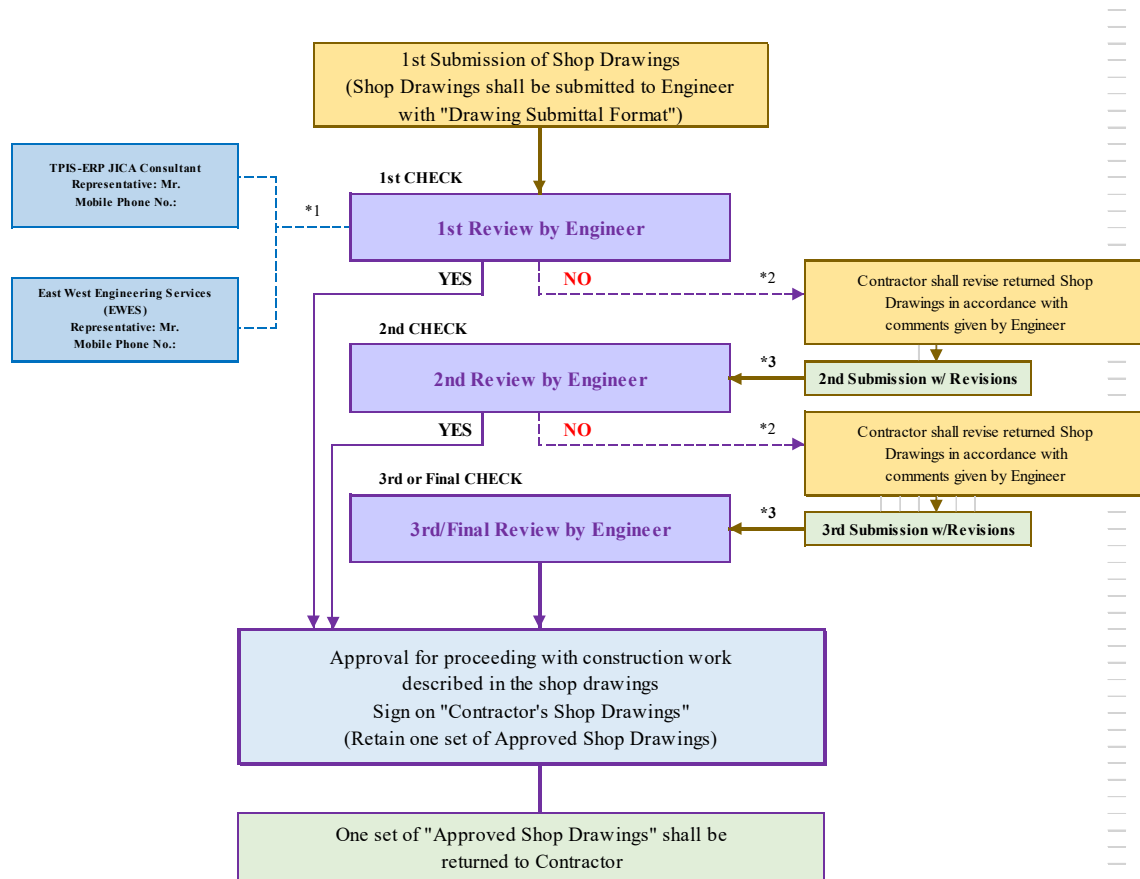 1st Submission of Shop Drawings
(Shop Drawings shall be submitted to Engineer
with "Drawing Submittal Format")
TPIS-ERP JICA Consultant
Representative: Mr.
Mobile Phone No.:
1st CHECK
*1
1st Review by Engineer
YES
NO
*2
Contractor shall revise returned Shop
Drawings in accordance with
comments given by Engineer
East West Engineering Services
(EWES)
Representative: Mr.
Mobile Phone No.:
2nd CHECK
*3
2nd Review by Engineer
2nd Submission w/ Revisions
YES
NO
*2
Contractor shall revise returned Shop
Drawings in accordance with
comments given by Engineer
3rd or Final CHECK
*3
3rd/Final Review by Engineer
3rd Submission w/Revisions
Approval for proceeding with construction work
described in the shop drawings
Sign on "Contractor's Shop Drawings"
(Retain one set of Approved Shop Drawings)
One set of "Approved Shop Drawings" shall be
returned to Contractor